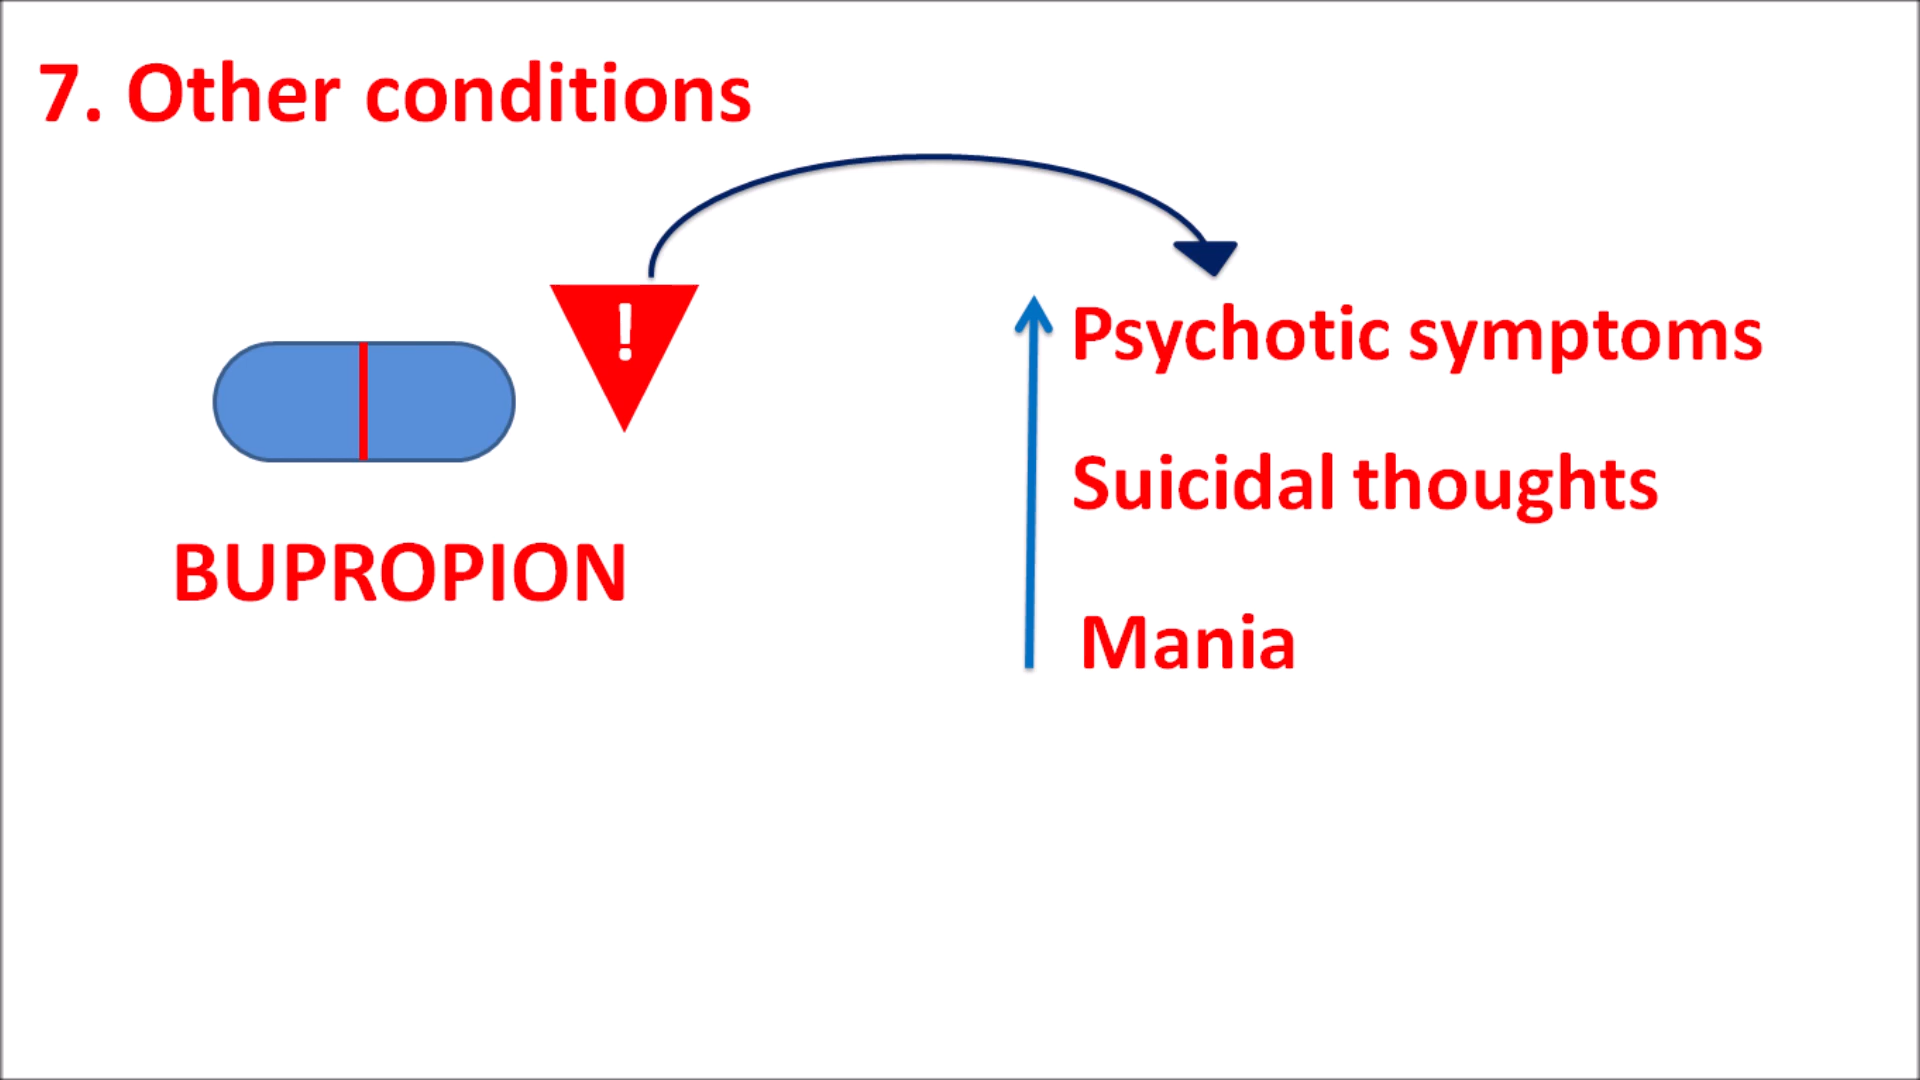 7. Other conditions
!
Psychotic symptoms
Suicidal thoughts
BUPROPION
Mania